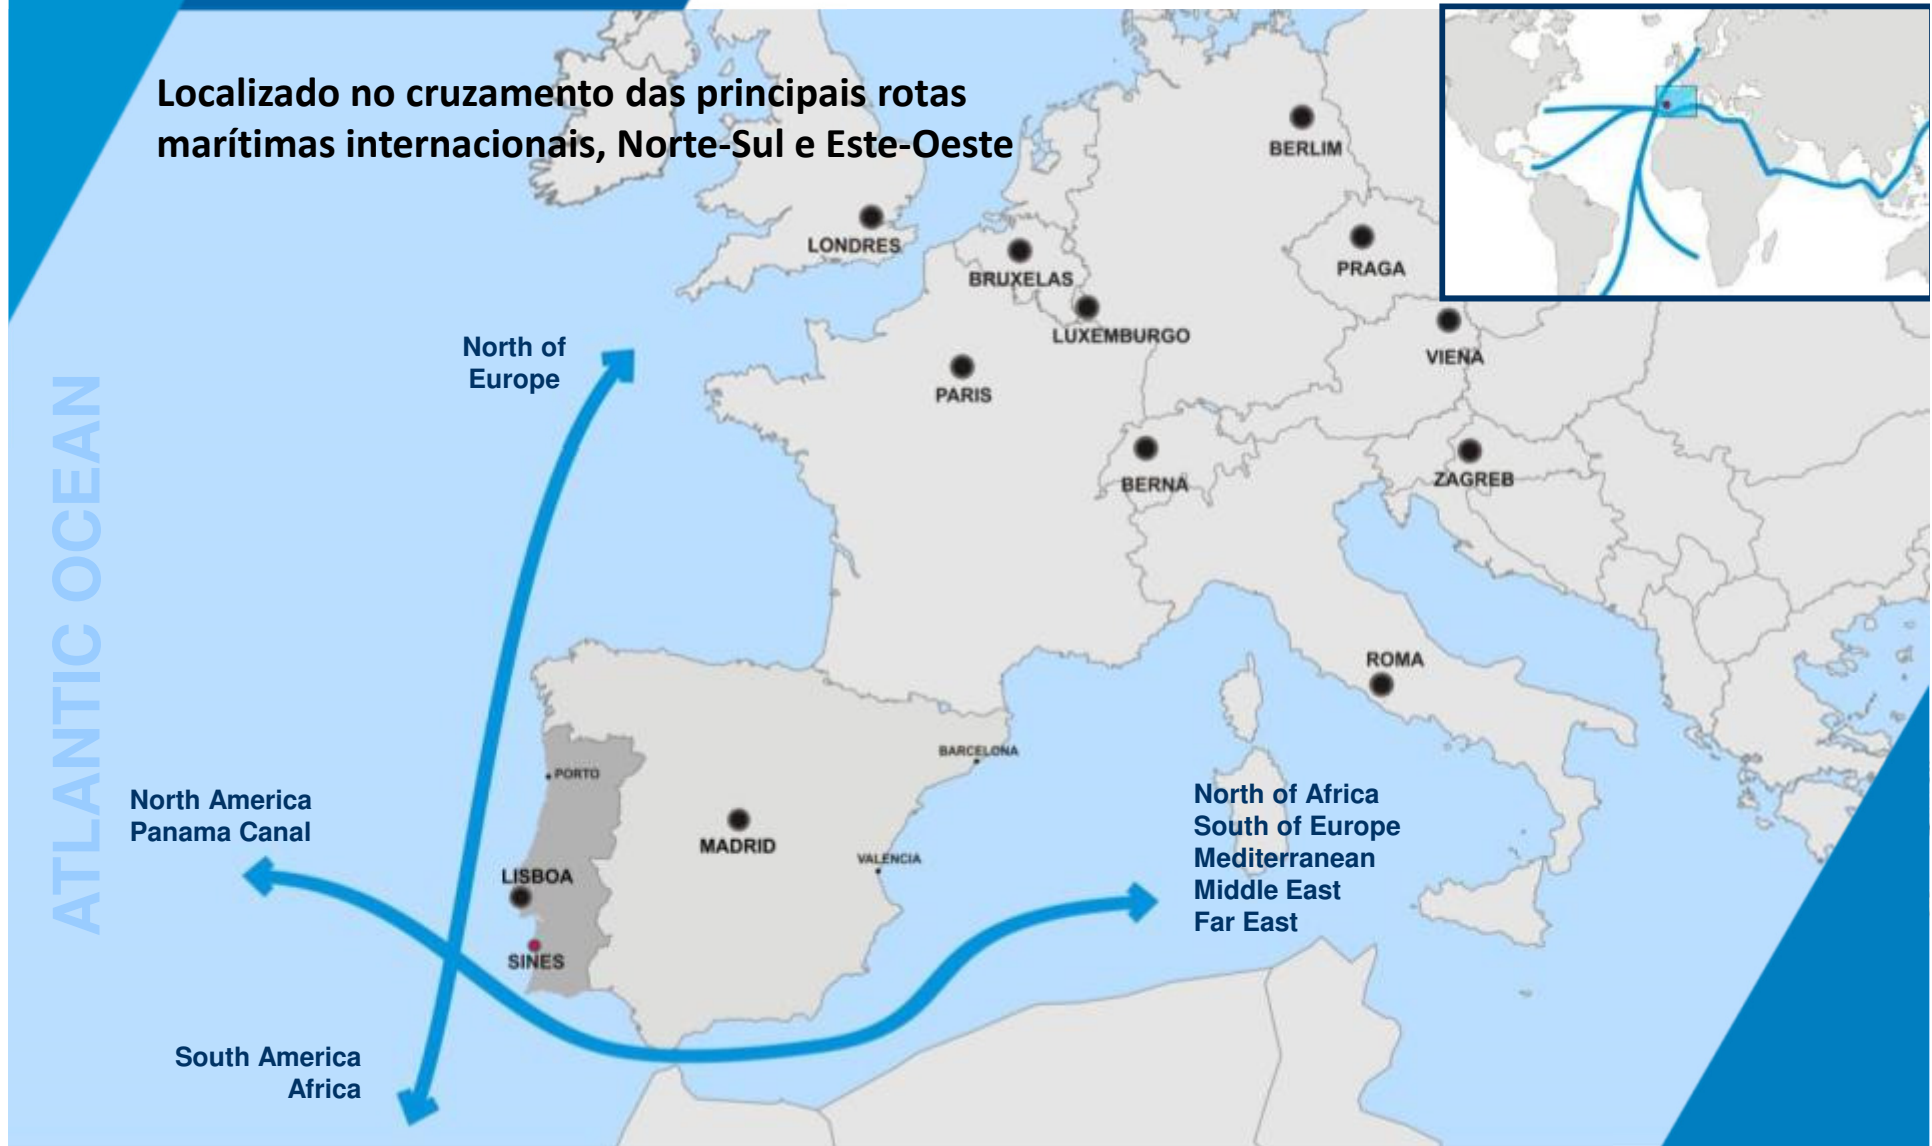 Localizado no cruzamento das principais rotas
marítimas internacionais, Norte-Sul e Este-Oeste
BERLIM
LONDRES
BRUXELAS
PRAGA
LUXEMBURGO
North of
Europe
VIENA
PARIS
BERNA
ZAGREB
ATLANTIC OCEAN
ROMA
BARCELONA
PORTO
North America
Panama Canal
MADRID
VALENCIA
LISBOA
North of Africa
South of Europe
Mediterranean
Middle East
Far East
SINES
South America
Africa